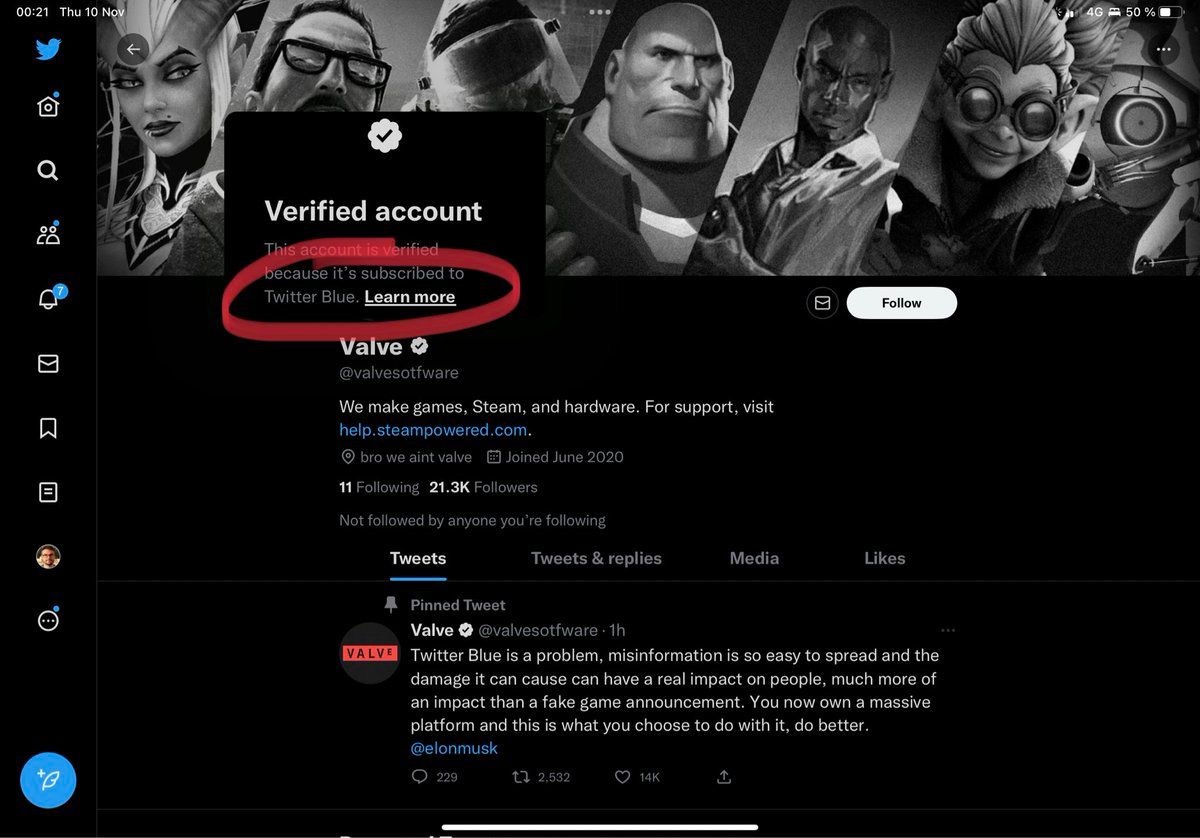 00:21 Thu 10 Nov
4G 50 %
Verified account
This account is verified
because it's subscribed to
Twitter Blue. Learn more
Follow
7
Valve
@valvesotfware
We make games, Steam, and hardware. For support, visit
help.steampowered.com.
bro we aint valve Joined June 2020
11 Following 21.3K Followers
Not followed by anyone you're following
Tweets Tweets & replies Media Likes
Pinned Tweet
Valve @valvesotfware · 1h
VALVE
Twitter Blue is a problem, misinformation is so easy to spread and the
damage it can cause can have a real impact on people, much more of
an impact than a fake game announcement. You now own a massive
platform and this is what you choose to do with it, do better.
@elonmusk
229 2,532 14K